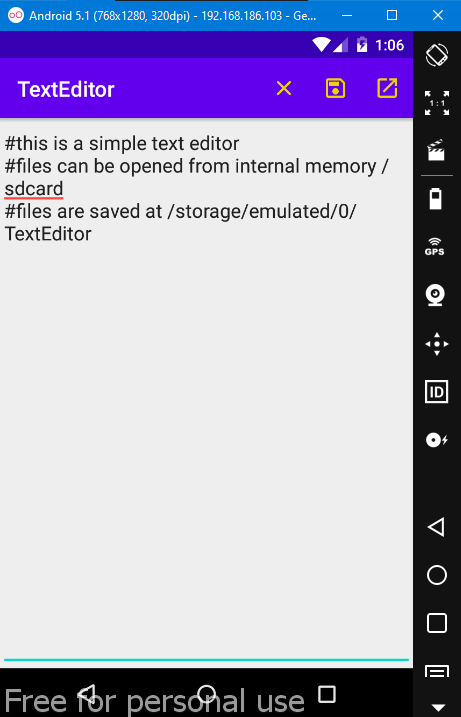 Android 5.1 (768x1280, 320dpi) - 192.168.186.103 - Ge...
1:06
TextEditor
1 : 1
#this is a simple text editor
#files can be opened from internal memory /
sdcard
#files are saved at /storage/emulated/0/
TextEditor
GPS
ID
Free for personal use